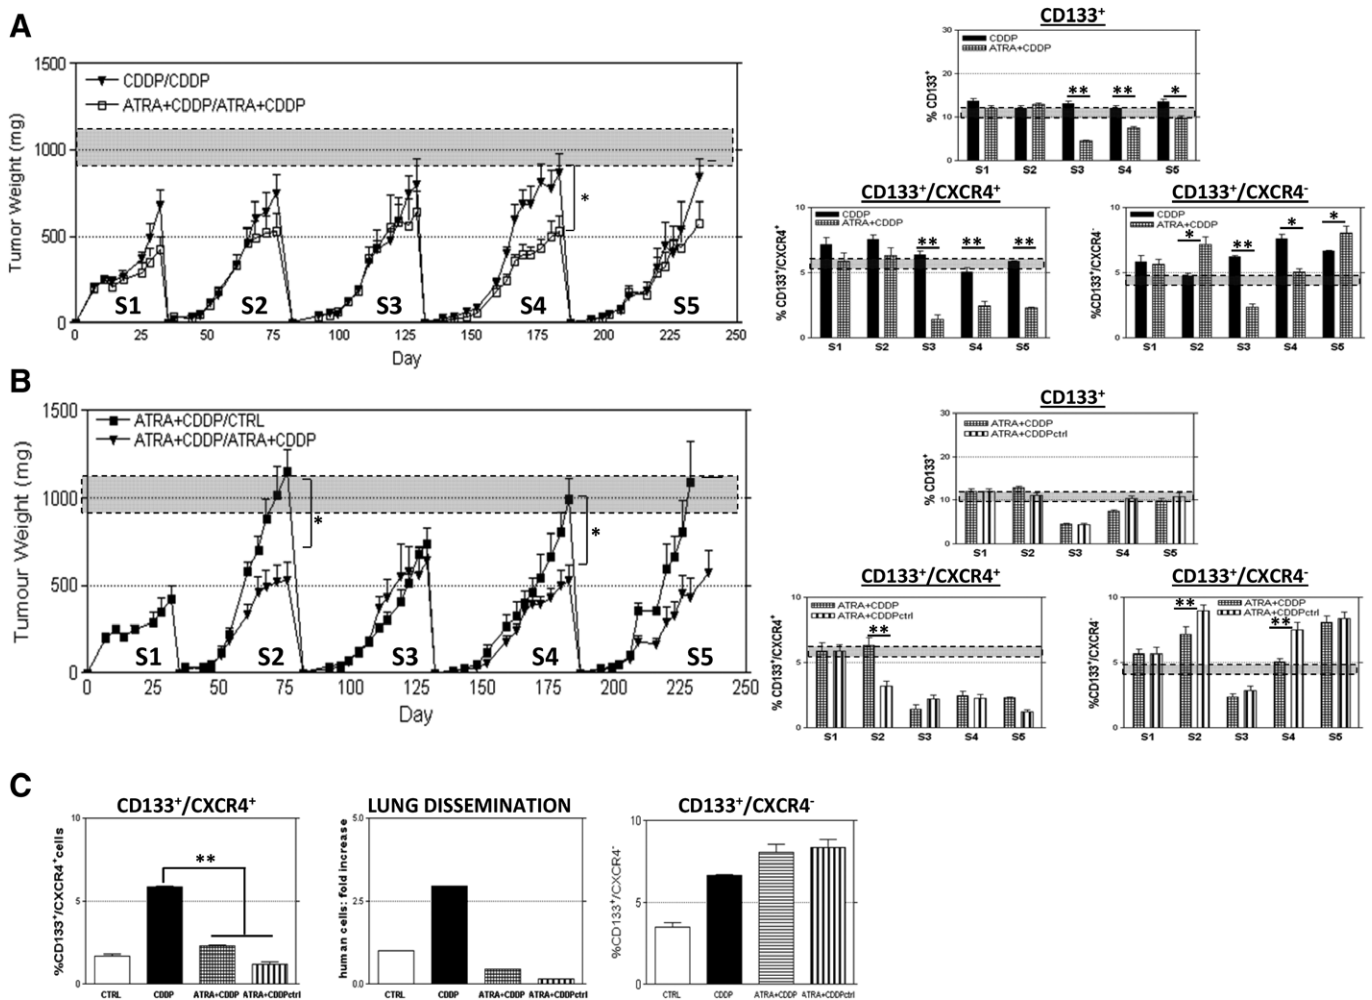 A
1500
1000
500
0
Tumor Weight (mg)
CDDP/CDDP
ATRA+CDDP/ATRA+CDDP
*
S1 S2 S3 S4 S5
0 25 50 75 100 125 150 175 200 225 250
Day
CD133+
30
20
10
0
% CD133+
CDDP
ATRA+CDDP
** ** *
S1 S2 S3 S4 S5
CD133+/CXCR4+
10
5
0
% CD133+/CXCR4+
CDDP
ATRA+CDDP
** ** **
S1 S2 S3 S4 S5
CD133+/CXCR4-
10
5
0
%CD133+/CXCR4-
CDDP
ATRA+CDDP
* ** * *
S1 S2 S3 S4 S5
B
1500
1000
500
0
Tumour Weight (mg)
ATRA+CDDP/CTRL
ATRA+CDDP/ATRA+CDDP
* *
S1 S2 S3 S4 S5
0 25 50 75 100 125 150 175 200 225 250
Day
CD133+
30
20
10
0
% CD133+
ATRA+CDDP
ATRA+CDDPctrl
S1 S2 S3 S4 S5
CD133+/CXCR4+
10
5
0
% CD133+/CXCR4+
ATRA+CDDP
ATRA+CDDPctrl
**
S1 S2 S3 S4 S5
CD133+/CXCR4-
10
5
0
%CD133+/CXCR4-
ATRA+CDDP
ATRA+CDDPctrl
** **
S1 S2 S3 S4 S5
C
CD133+/CXCR4+
10
5
0
%CD133+/CXCR4+cells
**
CTRL CDDP ATRA+CDDP ATRA+CDDPctrl
LUNG DISSEMINATION
5.0
2.5
0.0
human cells: fold increase
CTRL CDDP ATRA+CDDP ATRA+CDDPctrl
CD133+/CXCR4-
10
5
0
%CD133+/CXCR4-
CTRL CDDP ATRA+CDDP ATRA+CDDPctrl